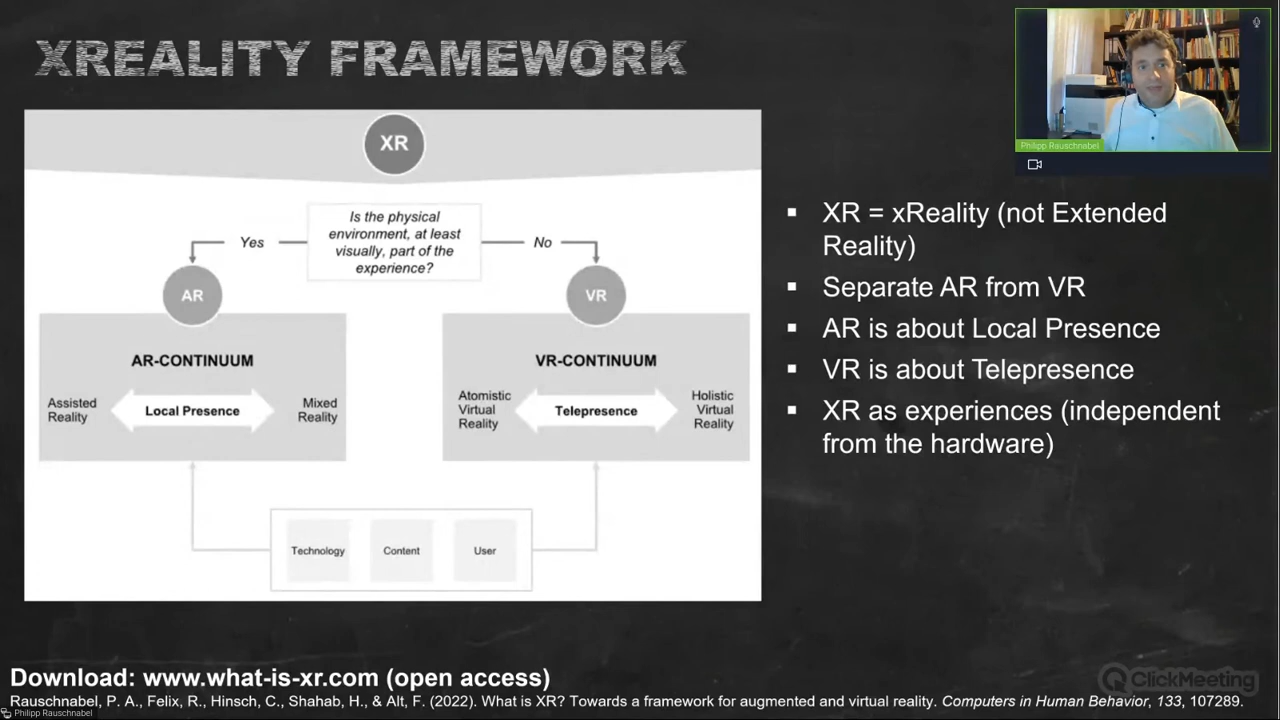 XREALITY FRAMEWORK
Philipp Rauschnabel
XR
Is the physical
environment, at least
visually, part of the
experience?
Yes
No
AR
VR
AR-CONTINUUM
Assisted
Reality
Local Presence
Mixed
Reality
VR-CONTINUUM
Atomistic
Virtual
Reality
Telepresence
Holistic
Virtual
Reality
Technology
Content
User
▪ XR = xReality (not Extended
Reality)
▪ Separate AR from VR
▪ AR is about Local Presence
▪ VR is about Telepresence
▪ XR as experiences (independent
from the hardware)
ClickMeeting
Download: www.what-is-xr.com (open access)
Rauschnabel, P. A., Felix, R., Hinsch, C., Shahab, H., & Alt, F. (2022). What is XR? Towards a framework for augmented and virtual reality. Computers in Human Behavior, 133, 107289.
Philipp Rauschnabel